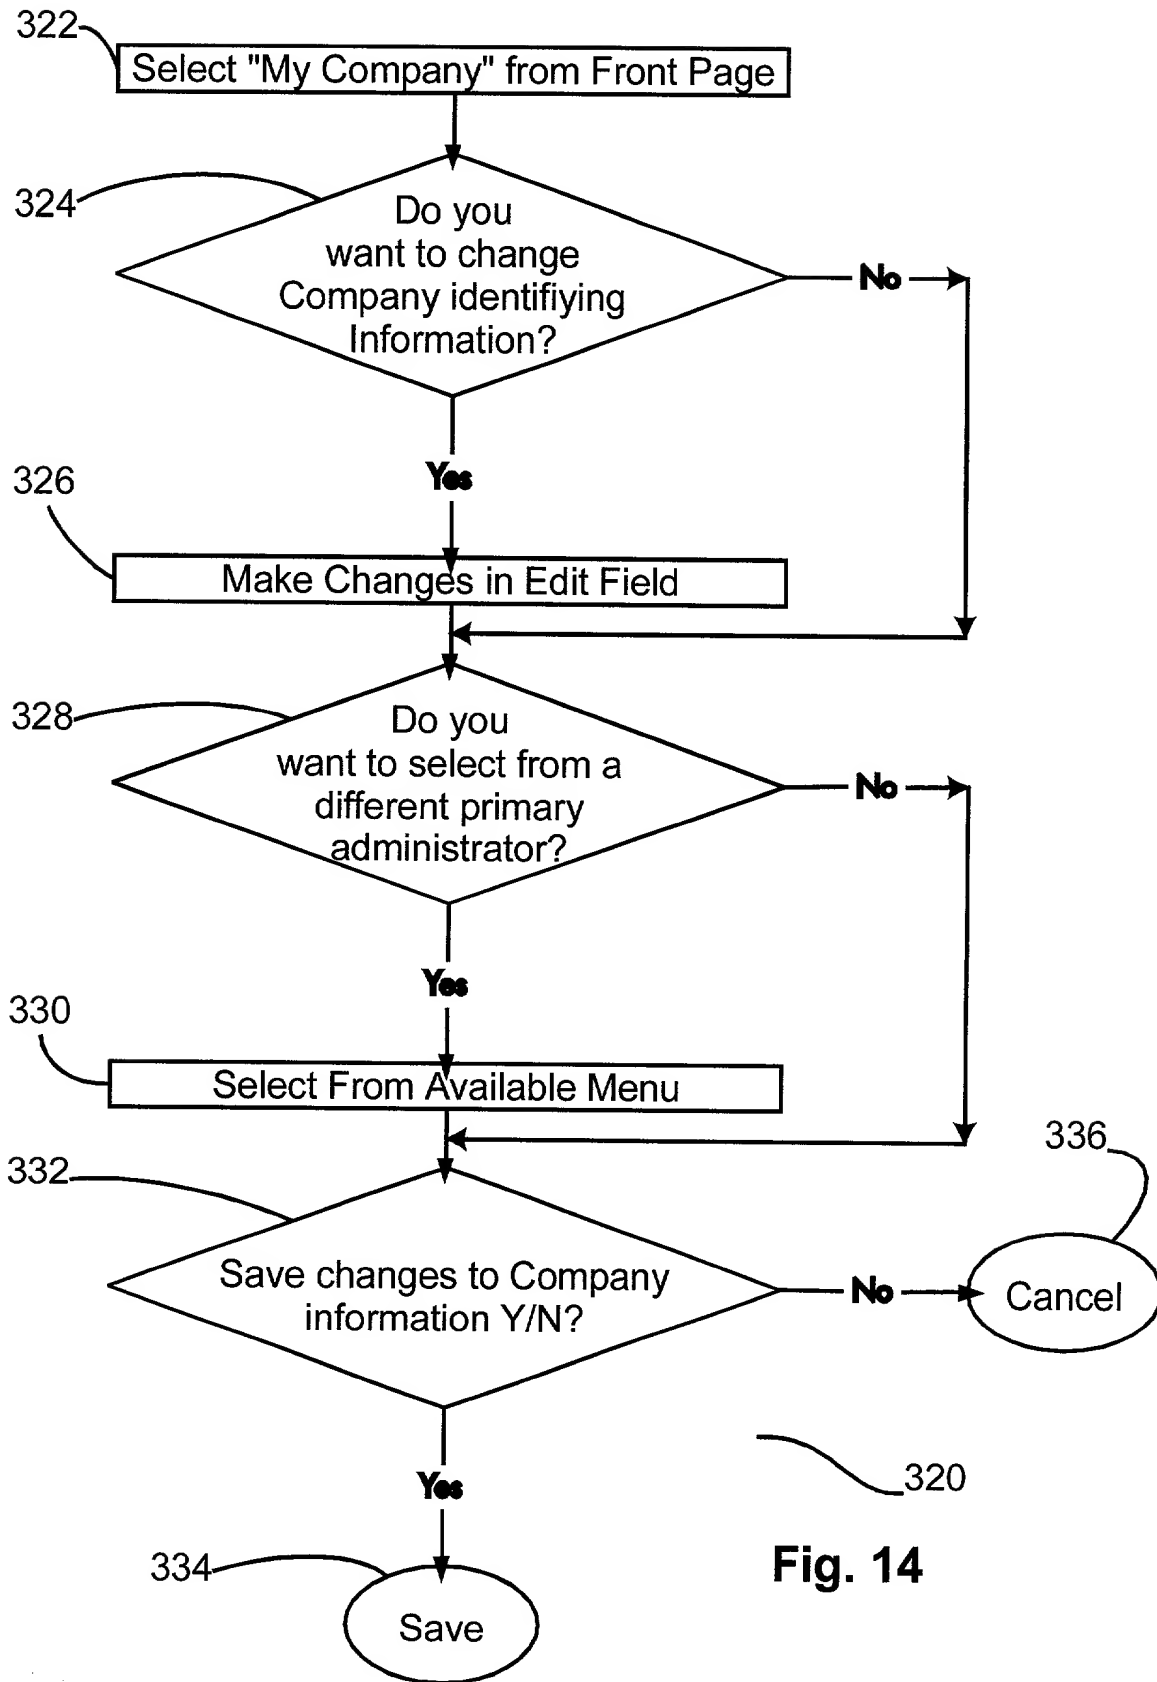 322
Select "My Company" from Front Page
324
Do you
want to change
Company identifiying
Information?
No
Yes
326
Make Changes in Edit Field
328
Do you
want to select from a
different primary
administrator?
No
Yes
330
Select From Available Menu
332
336
Save changes to Company
information Y/N?
No
Cancel
Yes
320
334
Fig. 14
Save